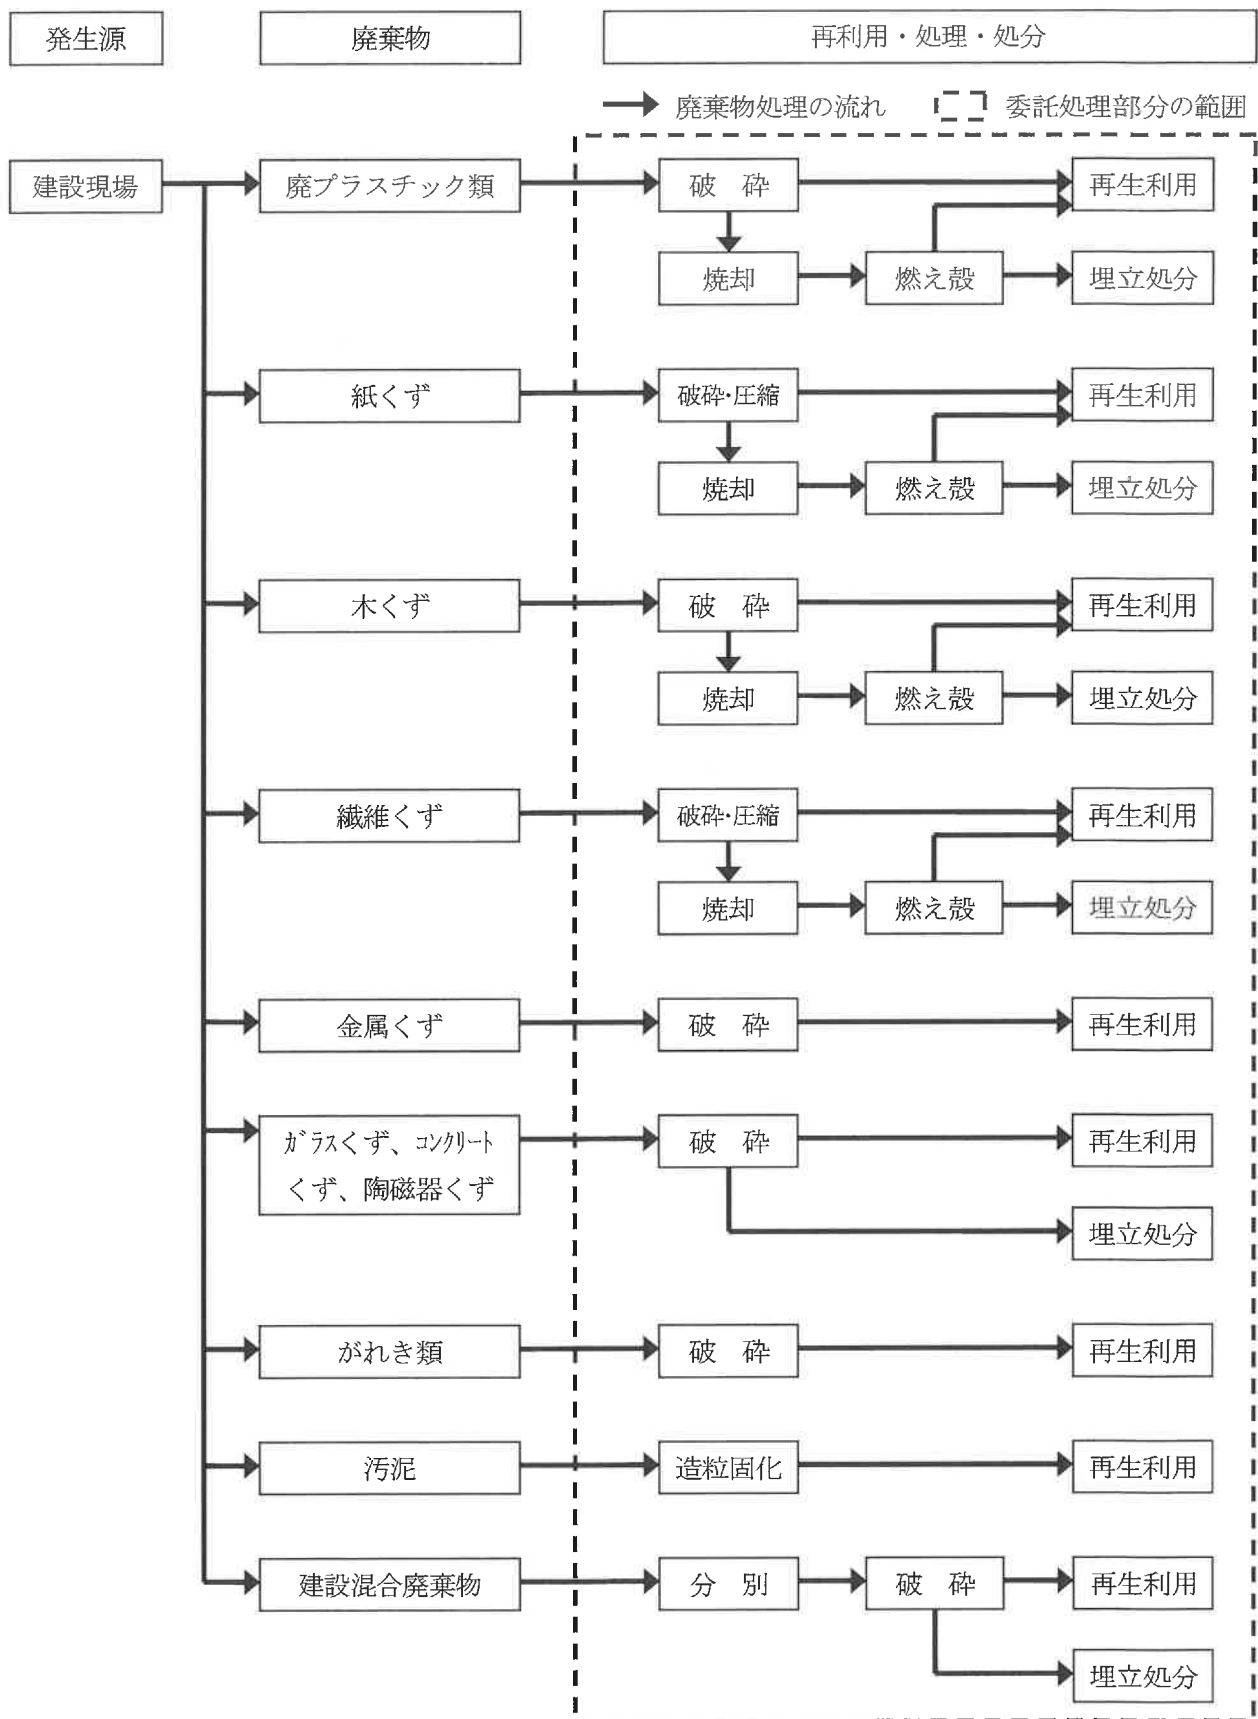 発生源
廃棄物
再利用・処理・処分
廃棄物処理の流れ
委託処理部分の範囲
建設現場
廃プラスチック類
破 砕
再生利用
焼却
燃え殻
埋立処分
紙くず
破砕・圧縮
再生利用
焼却
燃え殻
埋立処分
木くず
破 砕
再生利用
焼却
燃え殻
埋立処分
繊維くず
破砕・圧縮
再生利用
焼却
燃え殻
埋立処分
金属くず
破 砕
再生利用
ガラスくず、コンクリート
くず、陶磁器くず
破 砕
再生利用
埋立処分
がれき類
破 砕
再生利用
汚泥
造粒固化
再生利用
建設混合廃棄物
分 別
破 砕
再生利用
埋立処分